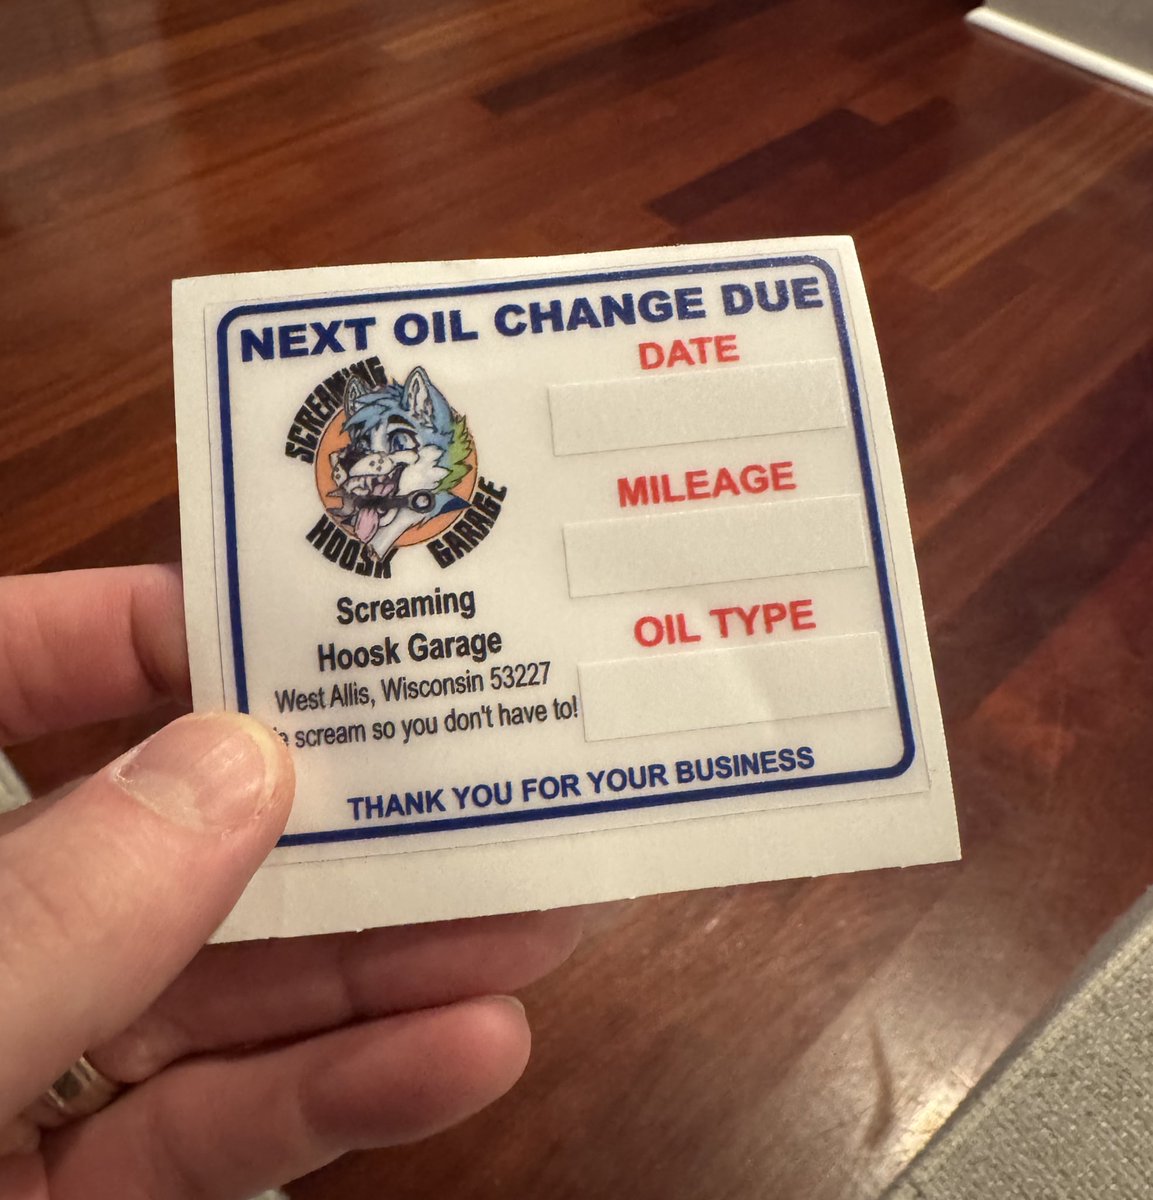 NEXT OIL CHANGE DUE
SCREAMING
HOOSK GARAGE
Screaming
Hoosk Garage
West Allis, Wisconsin 53227
scream so you don't have to!
DATE
MILEAGE
OIL TYPE
THANK YOU FOR YOUR BUSINESS